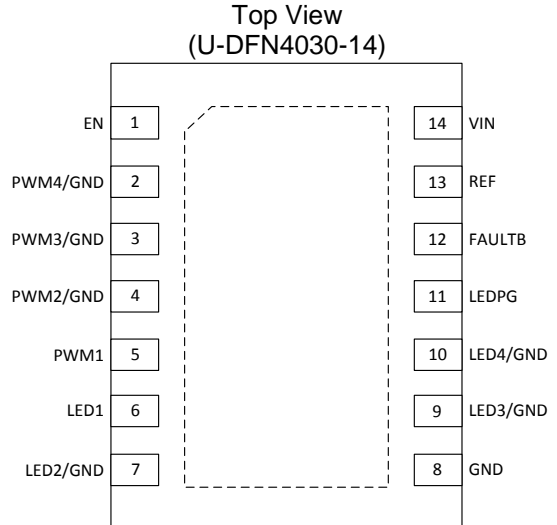 Top View
(U-DFN4030-14)
EN 1 14 VIN
PWM4/GND 2 13 REF
PWM3/GND 3 12 FAULTB
PWM2/GND 4 11 LEDPG
PWM1 5 10 LED4/GND
LED1 6 9 LED3/GND
LED2/GND 7 8 GND